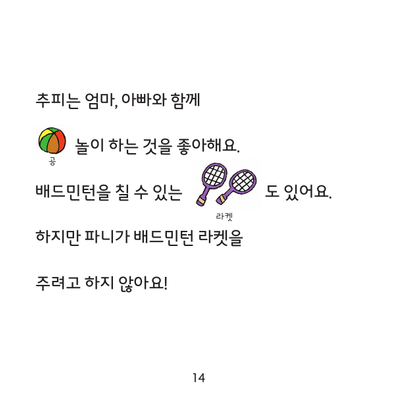 추피는 엄마, 아빠와 함께
놀이 하는 것을 좋아해요.
공
배드민턴을 칠 수 있는 도 있어요.
라켓
하지만 파니가 배드민턴 라켓을
주려고 하지 않아요!
14